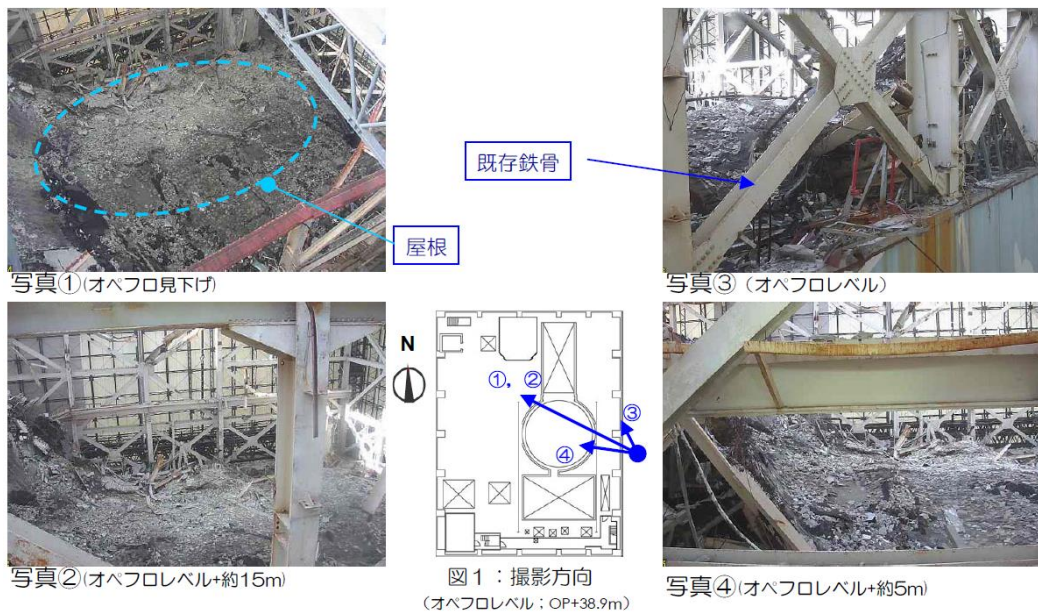 写真①(オペフロ見下げ)
屋根
既存鉄骨
写真③（オペフロレベル）
写真②(オペフロレベル+約15m)
N
①，②
③
④
図１：撮影方向
（オペフロレベル；OP+38.9m）
写真④(オペフロレベル+約5m)